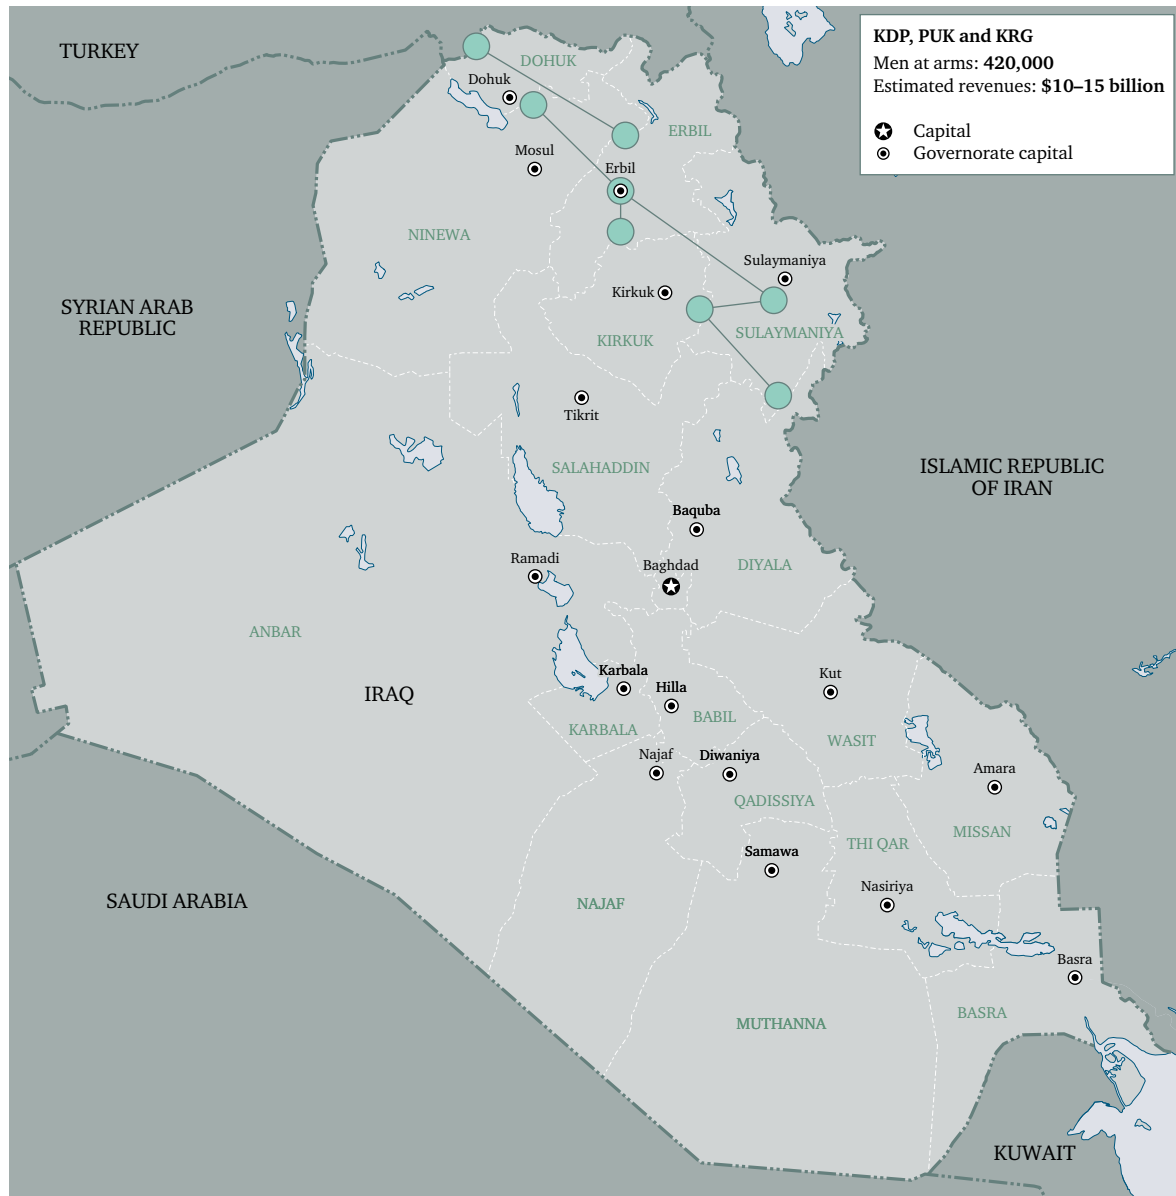 TURKEY
DOHUK
Dohuk
KDP, PUK and KRG
Men at arms: 420,000
Estimated revenues: $10–15 billion
Capital
Governorate capital
ERBIL
Mosul
Erbil
NINEWA
Sulaymaniya
Kirkuk
SYRIAN ARAB
REPUBLIC
KIRKUK
SULAYMANIYA
Tikrit
SALAHADDIN
ISLAMIC REPUBLIC
OF IRAN
Baquba
Ramadi
Baghdad
DIYALA
ANBAR
IRAQ
Karbala
Hilla
Kut
KARBALA
BABIL
WASIT
Najaf
Diwaniya
Amara
QADISSIYA
MISSAN
THI QAR
Samawa
Nasiriya
SAUDI ARABIA
NAJAF
Basra
BASRA
MUTHANNA
KUWAIT